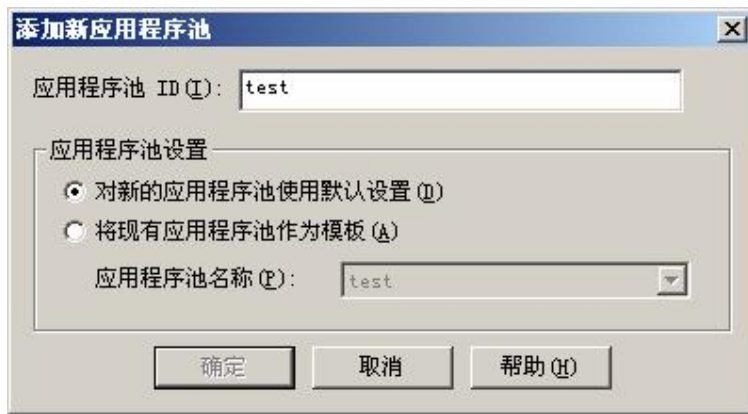 添加新应用程序池
应用程序池 ID(I): test
应用程序池设置
对新的应用程序池使用默认设置(D)
将现有应用程序池作为模板(A)
应用程序池名称(P): test
确定 取消 帮助(H)